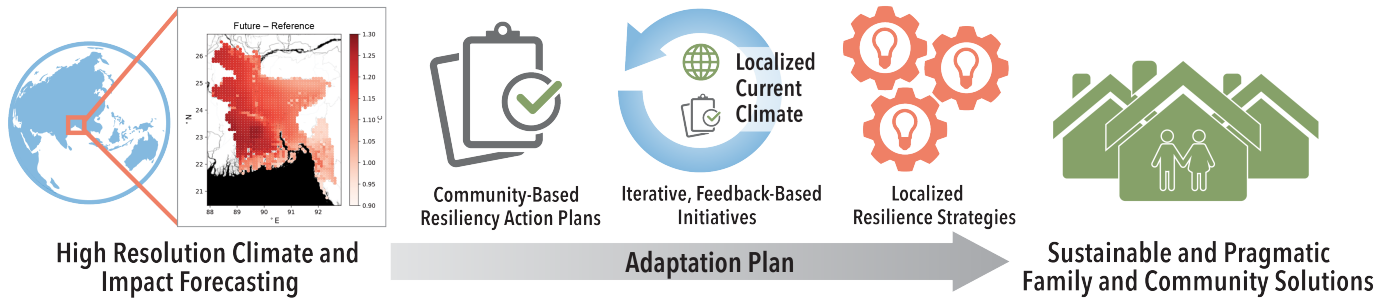 Future – Reference
26
25
24
23
22
21
°N
88
89
90
91
92
°E
1.30
1.25
1.20
1.15
1.10
1.05
1.00
0.95
0.90
°C
High Resolution Climate and
Impact Forecasting
Community-Based
Resiliency Action Plans
Localized
Current
Climate
Iterative, Feedback-Based
Initiatives
Localized
Resilience Strategies
Adaptation Plan
Sustainable and Pragmatic
Family and Community Solutions